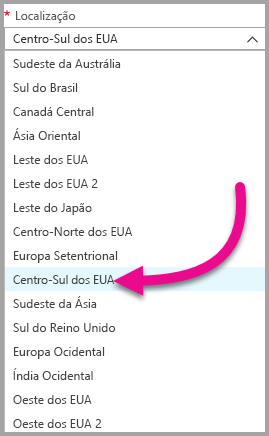 * Localização
Centro-Sul dos EUA
Sudeste da Austrália
Sul do Brasil
Canadá Central
Ásia Oriental
Leste dos EUA
Leste dos EUA 2
Leste do Japão
Centro-Norte dos EUA
Europa Setentrional
Centro-Sul dos EUA
Sudeste da Ásia
Sul do Reino Unido
Europa Ocidental
Índia Ocidental
Oeste dos EUA
Oeste dos EUA 2